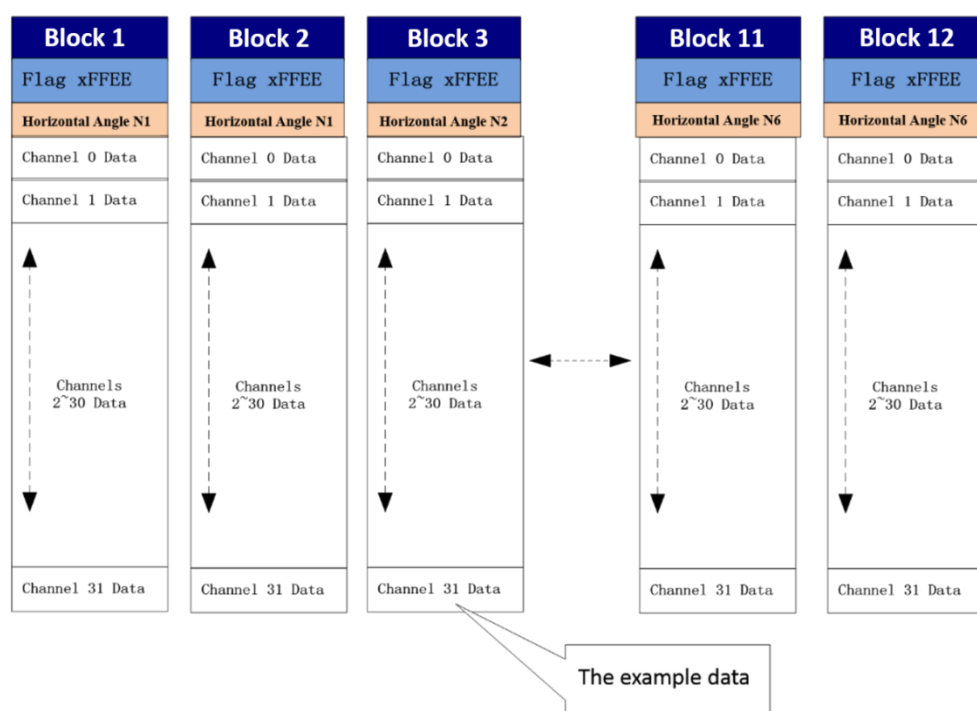 Block 1
Flag xFFEE
Horizontal Angle N1
Channel 0 Data
Channel 1 Data
Channels
2~30 Data
Channel 31 Data
Block 2
Flag xFFEE
Horizontal Angle N1
Channel 0 Data
Channel 1 Data
Channels
2~30 Data
Channel 31 Data
Block 3
Flag xFFEE
Horizontal Angle N2
Channel 0 Data
Channel 1 Data
Channels
2~30 Data
Channel 31 Data
The example data
Block 11
Flag xFFEE
Horizontal Angle N6
Channel 0 Data
Channel 1 Data
Channels
2~30 Data
Channel 31 Data
Block 12
Flag xFFEE
Horizontal Angle N6
Channel 0 Data
Channel 1 Data
Channels
2~30 Data
Channel 31 Data